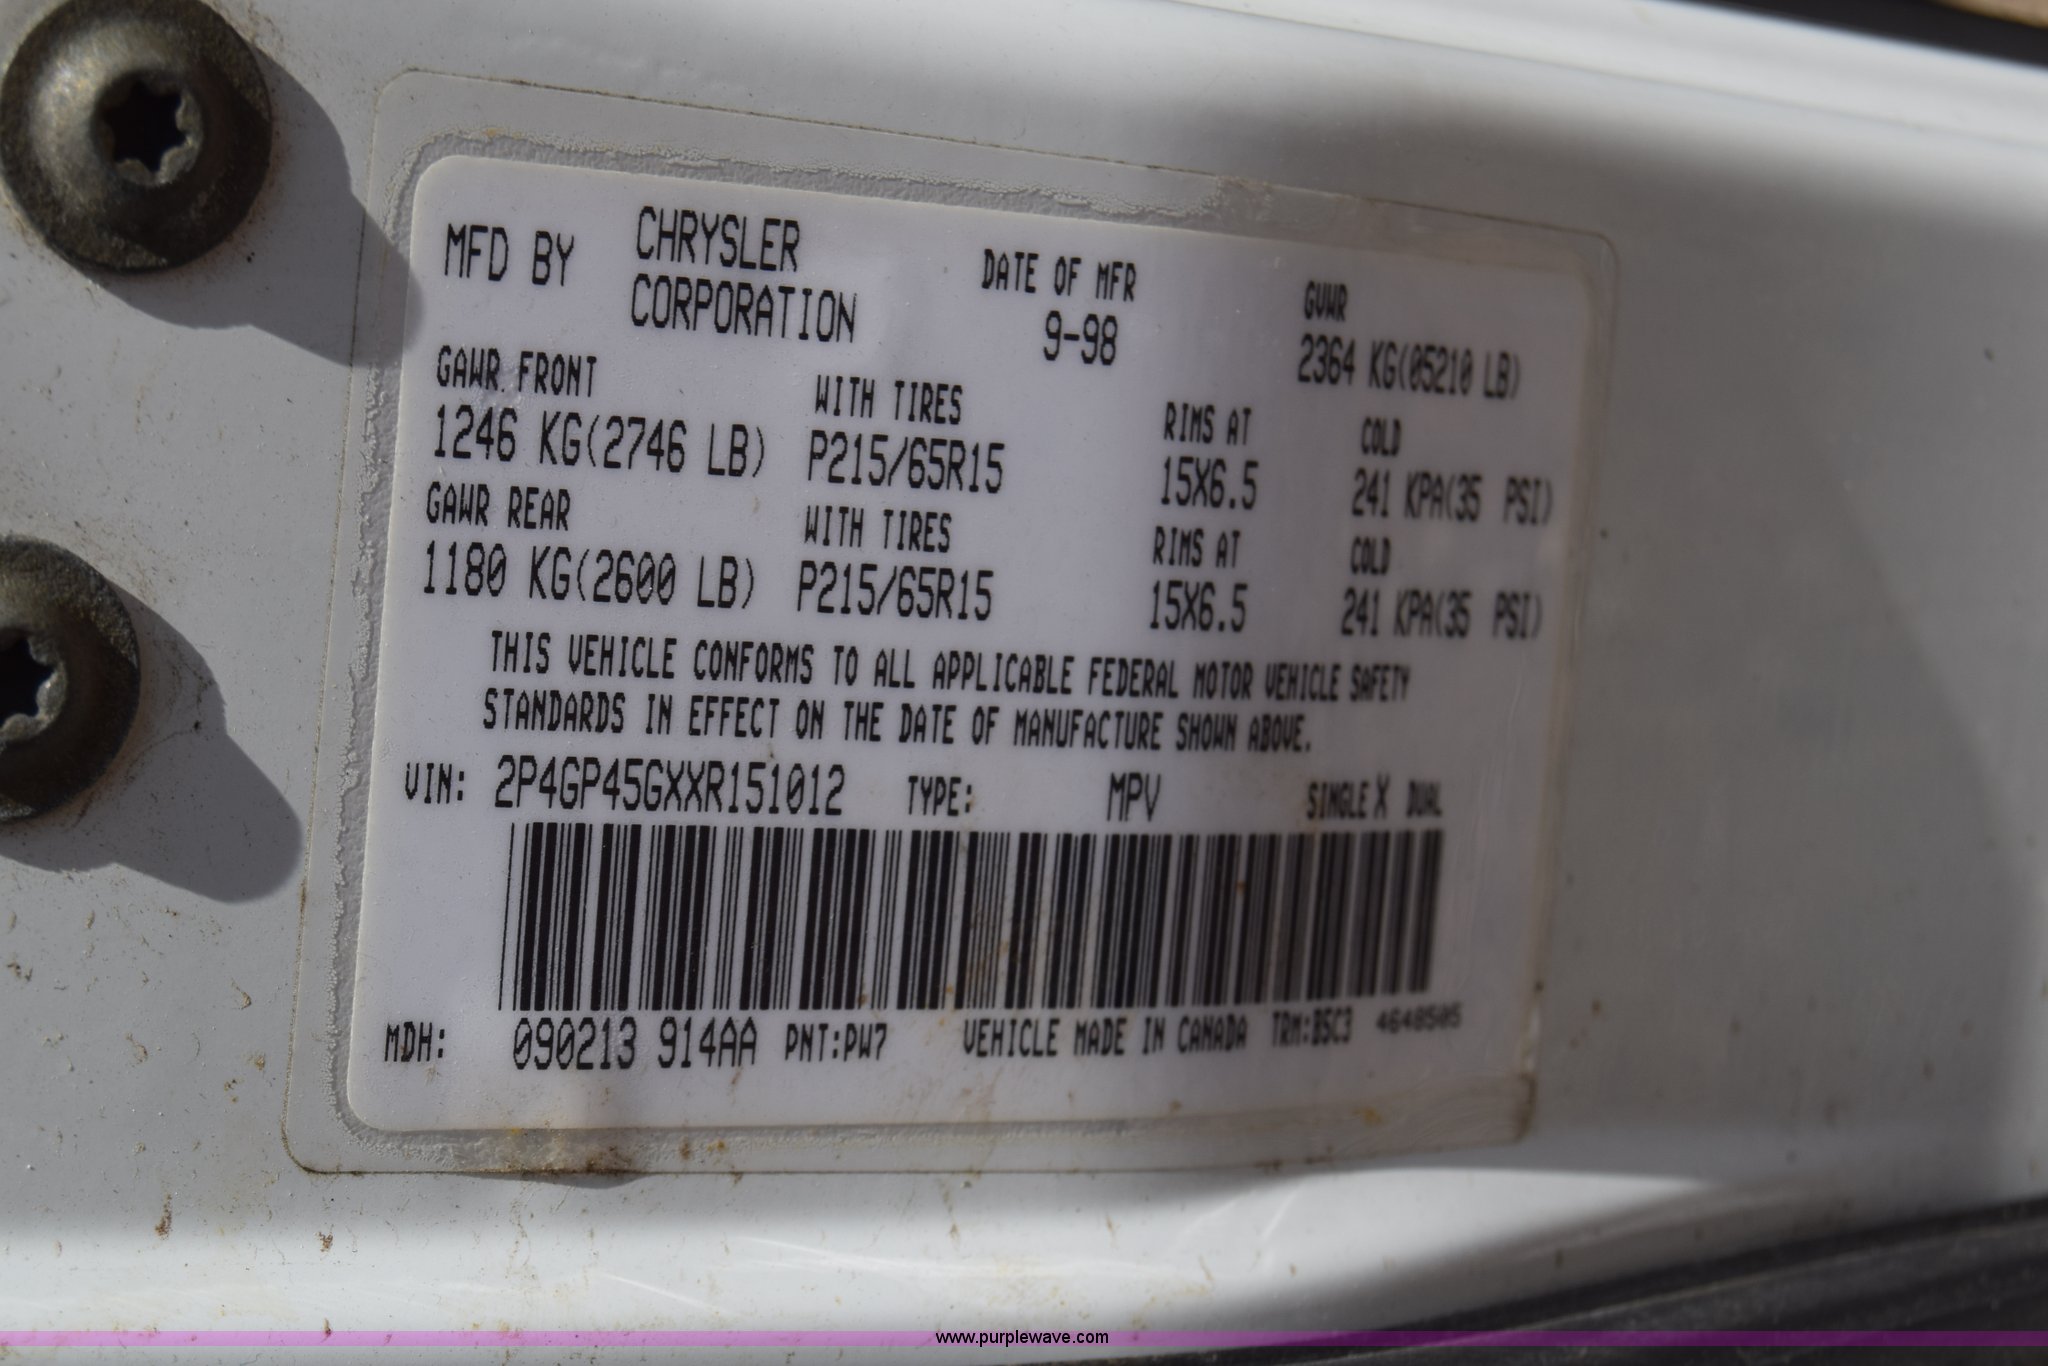 MFD BY CHRYSLER CORPORATION DATE OF MFR 9-98 GVWR 2364 KG(05210 LB)
GAWR FRONT WITH TIRES RIMS AT COLD
1246 KG(2746 LB) P215/65R15 15X6.5 241 KPA(35 PSI)
GAWR REAR WITH TIRES RIMS AT COLD
1180 KG(2600 LB) P215/65R15 15X6.5 241 KPA(35 PSI)
THIS VEHICLE CONFORMS TO ALL APPLICABLE FEDERAL MOTOR VEHICLE SAFETY
STANDARDS IN EFFECT ON THE DATE OF MANUFACTURE SHOWN ABOVE.
VIN: 2P4GP45GXXR151012 TYPE: MPV SINGLE X DUAL
MDH: 090213 914AA PNT:PW7 VEHICLE MADE IN CANADA TRM:B5C3 4648505
www.purplewave.com